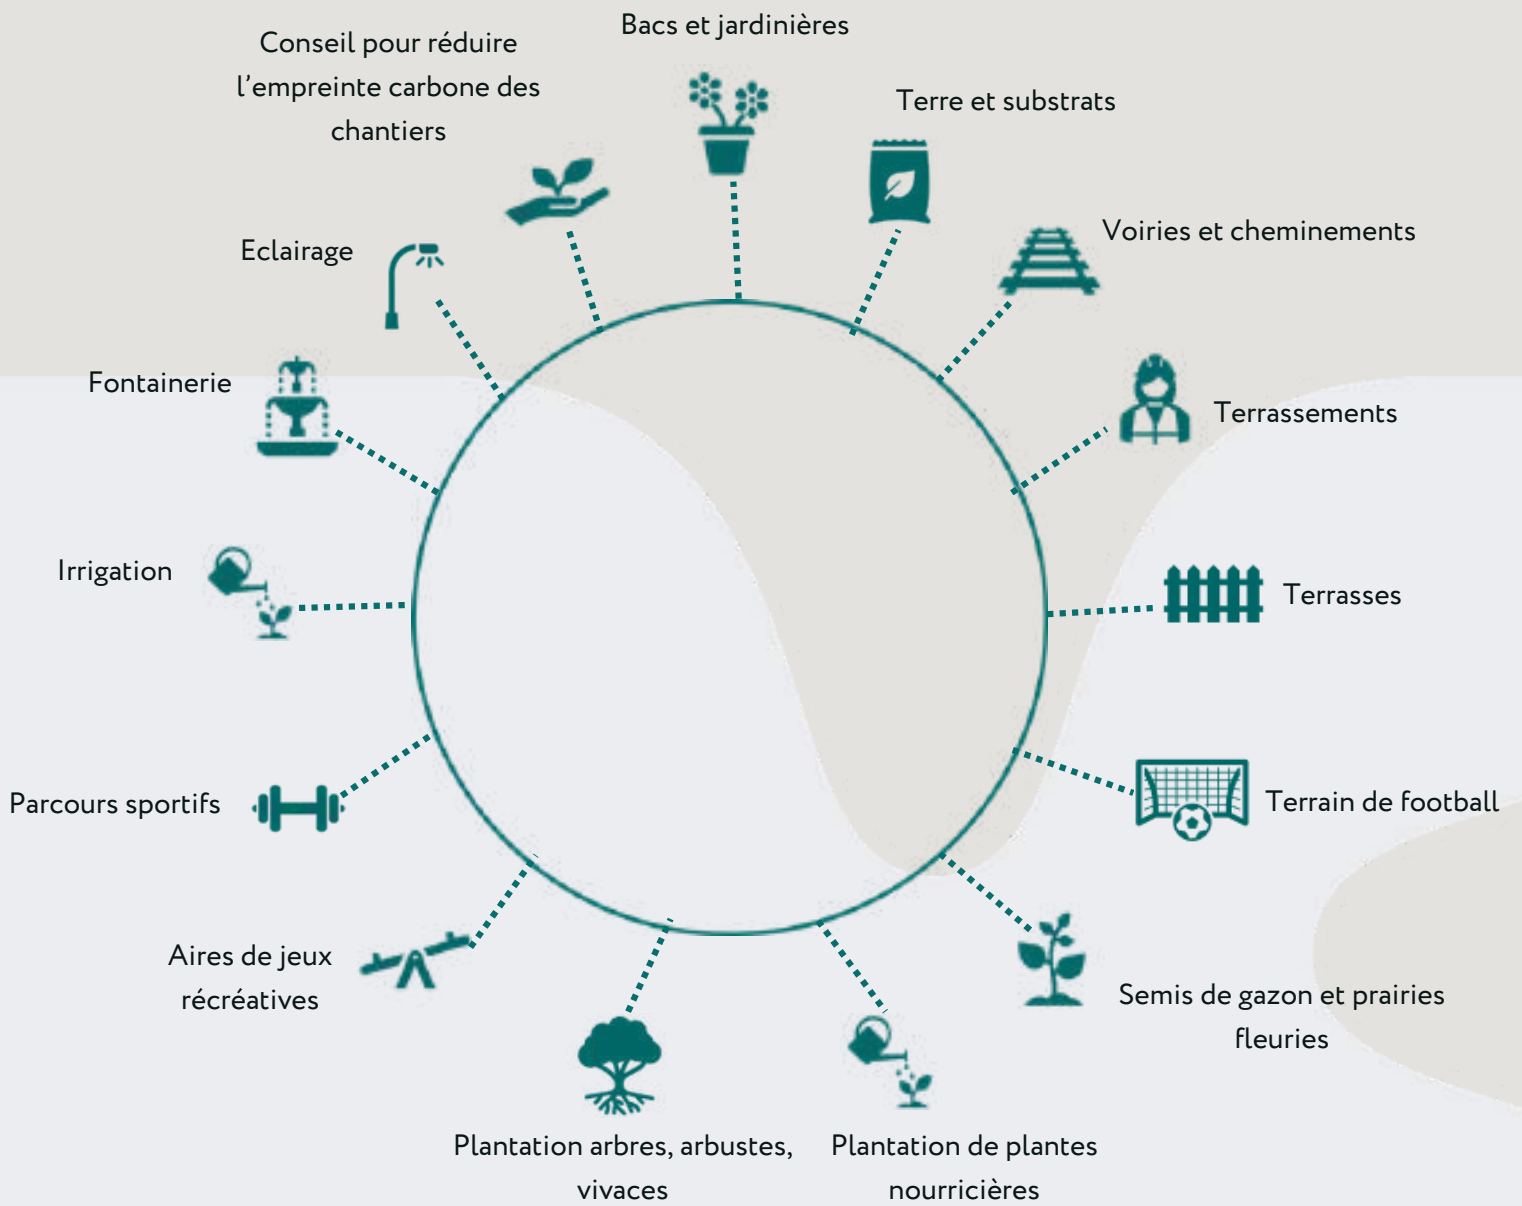 Bacs et jardinières
Conseil pour réduire
l'empreinte carbone des
chantiers
Terre et substrats
Voiries et cheminements
Eclairage
Fontainerie
Terrassements
Irrigation
Terrasses
Parcours sportifs
Terrain de football
Aires de jeux
récréatives
Semis de gazon et prairies
fleuries
Plantation arbres, arbustes,
vivaces
Plantation de plantes
nourricières